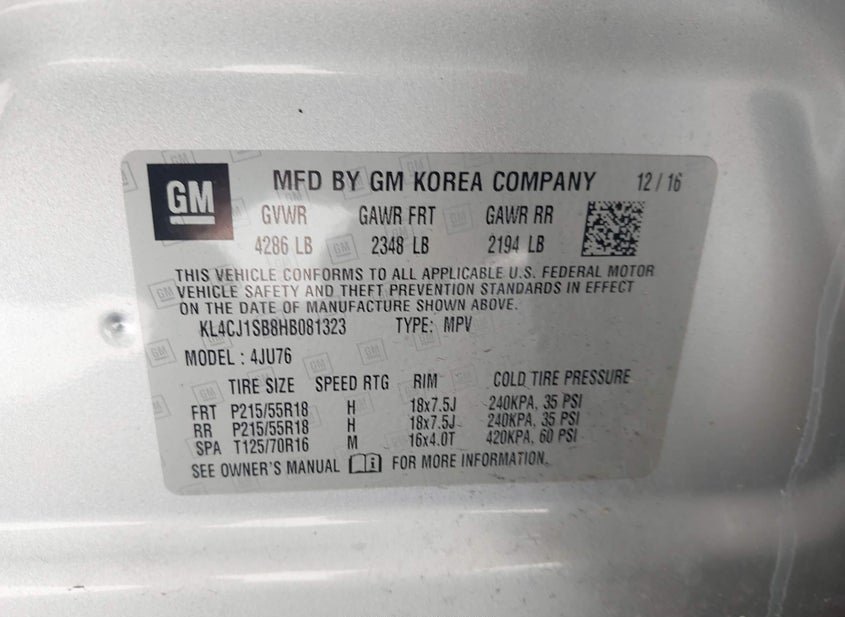 GM MFD BY GM KOREA COMPANY 12 / 16
GVWR GAWR FRT GAWR RR
4286 LB 2348 LB 2194 LB
THIS VEHICLE CONFORMS TO ALL APPLICABLE U.S. FEDERAL MOTOR
VEHICLE SAFETY AND THEFT PREVENTION STANDARDS IN EFFECT
ON THE DATE OF MANUFACTURE SHOWN ABOVE.
KL4CJ1SB8HB081323 TYPE: MPV
MODEL : 4JU76
TIRE SIZE SPEED RTG RIM COLD TIRE PRESSURE
FRT P215/55R18 H 18x7.5J 240KPA, 35 PSI
RR P215/55R18 H 18x7.5J 240KPA, 35 PSI
SPA T125/70R16 M 16x4.0T 420KPA, 60 PSI
SEE OWNER'S MANUAL FOR MORE INFORMATION.